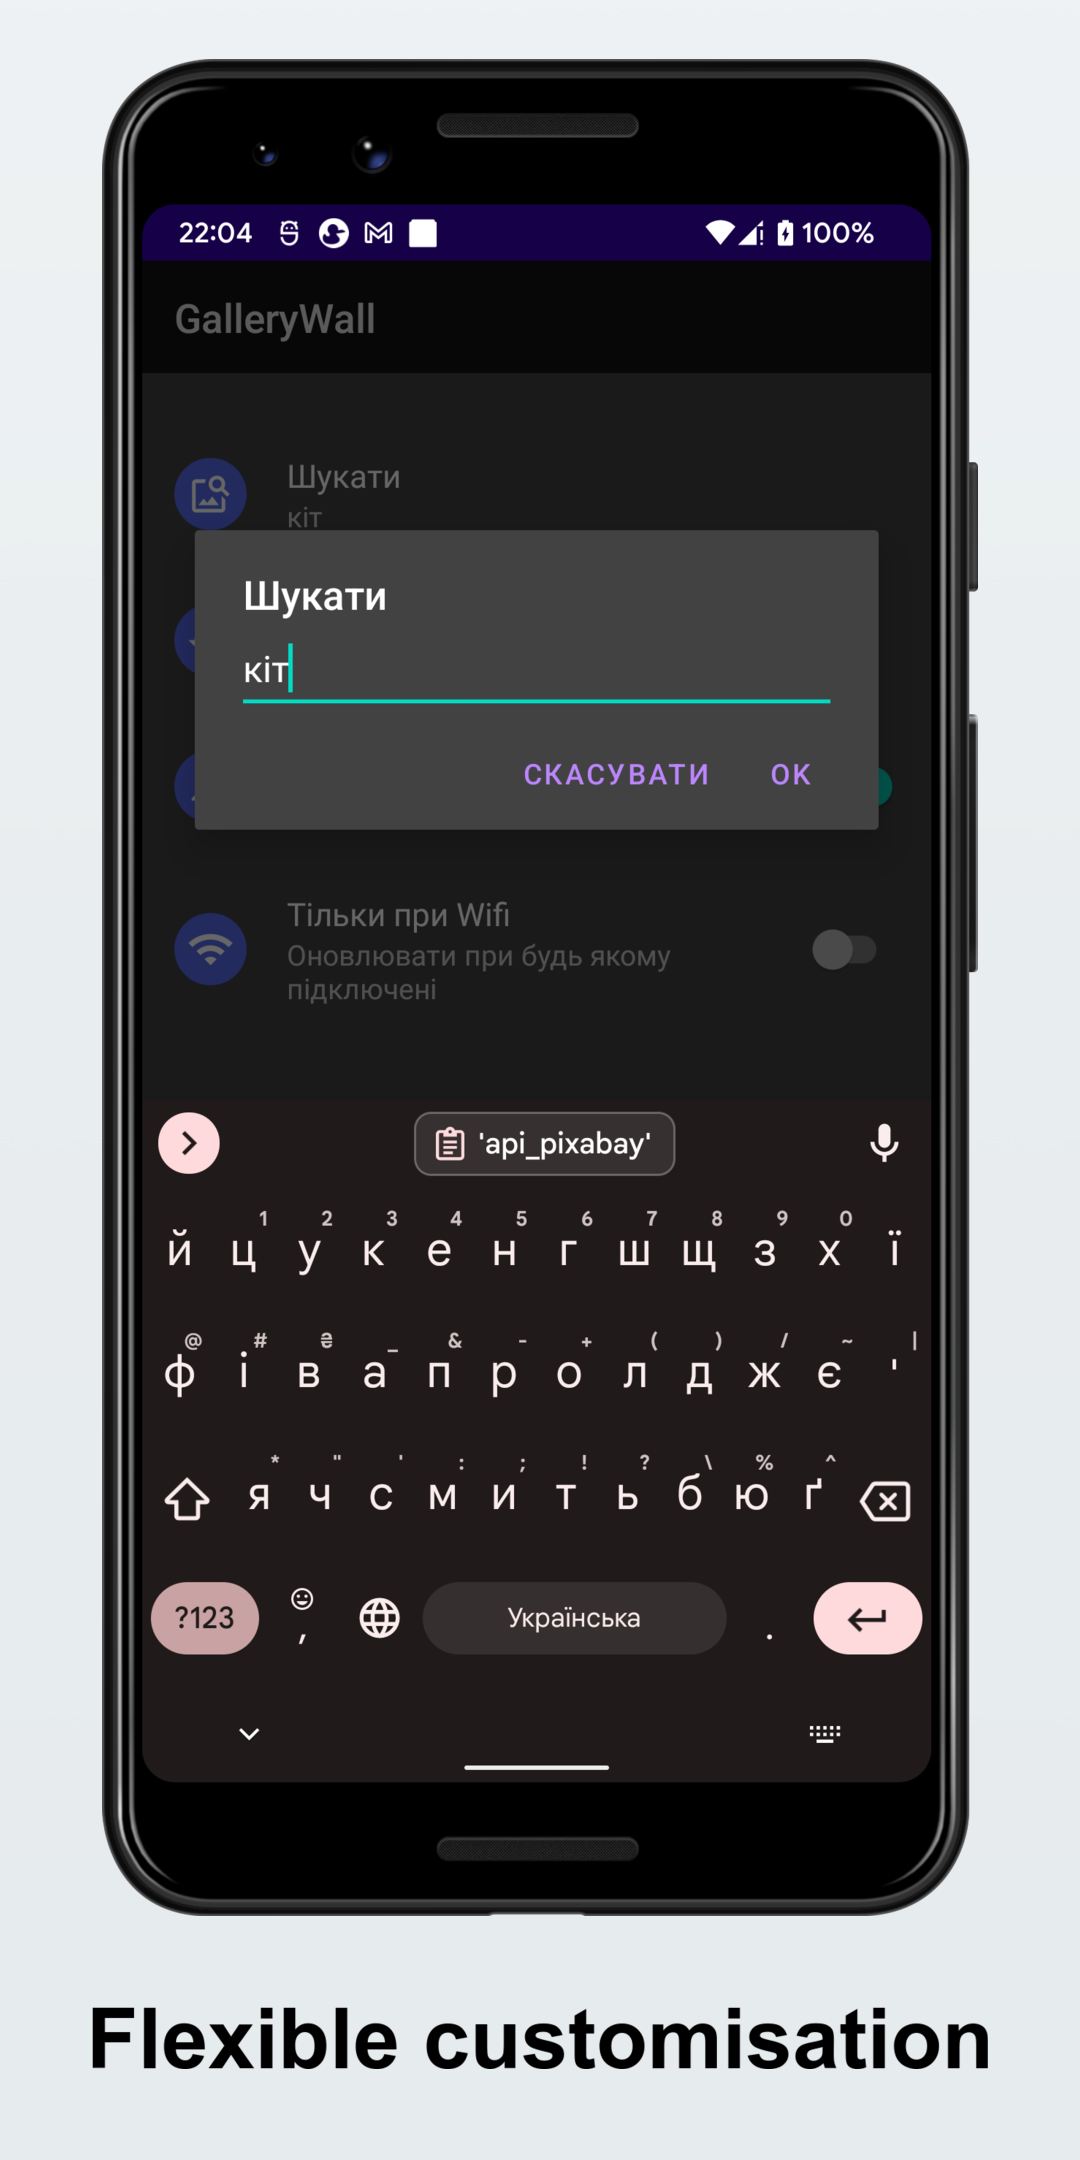 22:04 100%
GalleryWall
Шукати
кіт
Шукати
кіт
СКАСУВАТИ OK
Тільки при Wifi
Оновлювати при будь якому
підключені
'api_pixabay'
1 2 3 4 5 6 7 8 9 0
й ц у к е н г ш щ з х ї
@ # ₴ _ & - + ( ) / ~ |
ф і в а п р о л д ж є '
* " ' : ; ! ? \ % ^
я ч с м и т ь б ю ґ
?123 , Українська .
Flexible customisation